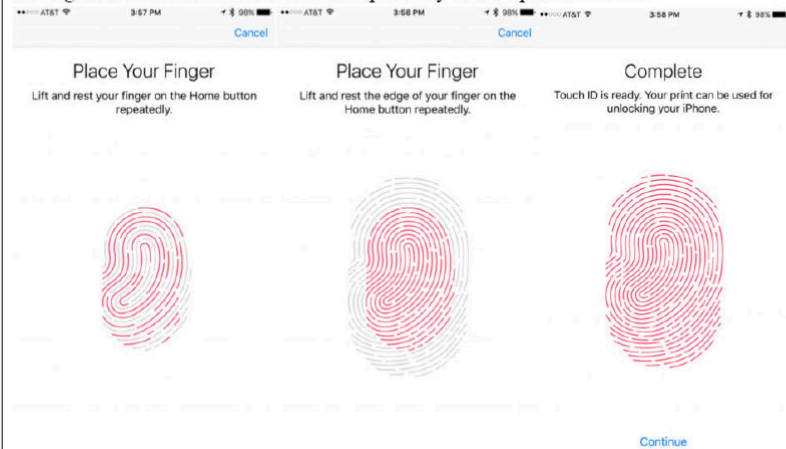 AT&T 3:57 PM 98%
Cancel
Place Your Finger
Lift and rest your finger on the Home button
repeatedly.
AT&T 3:58 PM 98%
Cancel
Place Your Finger
Lift and rest the edge of your finger on the
Home button repeatedly.
AT&T 3:58 PM 98%
Complete
Touch ID is ready. Your print can be used for
unlocking your iPhone.
Continue